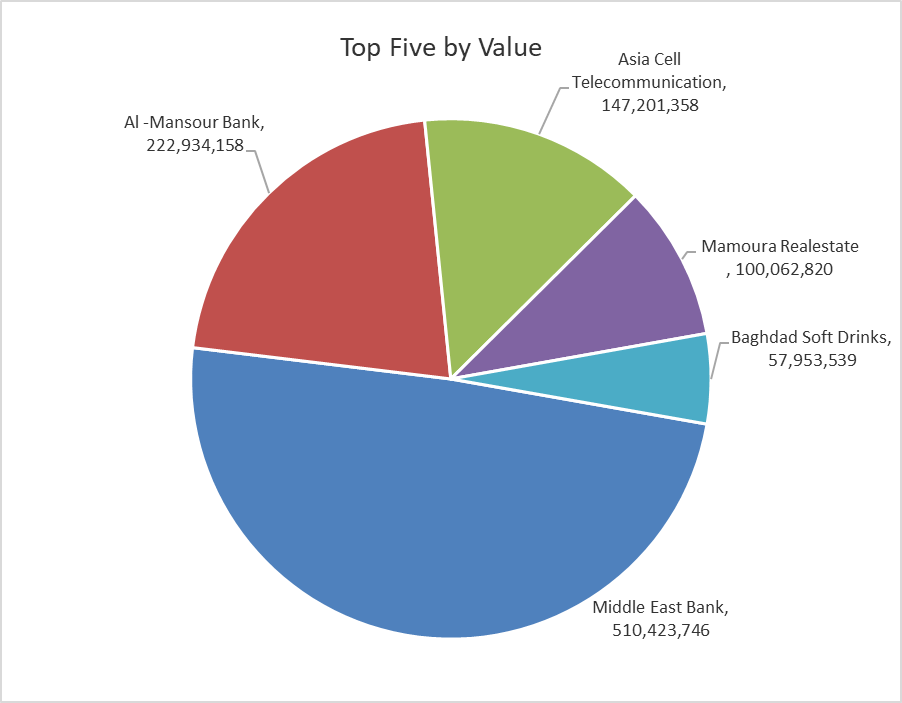 Top Five by Value
Asia Cell
Telecommunication,
147,201,358
Al -Mansour Bank,
222,934,158
Mamoura Realestate
, 100,062,820
Baghdad Soft Drinks,
57,953,539
Middle East Bank,
510,423,746